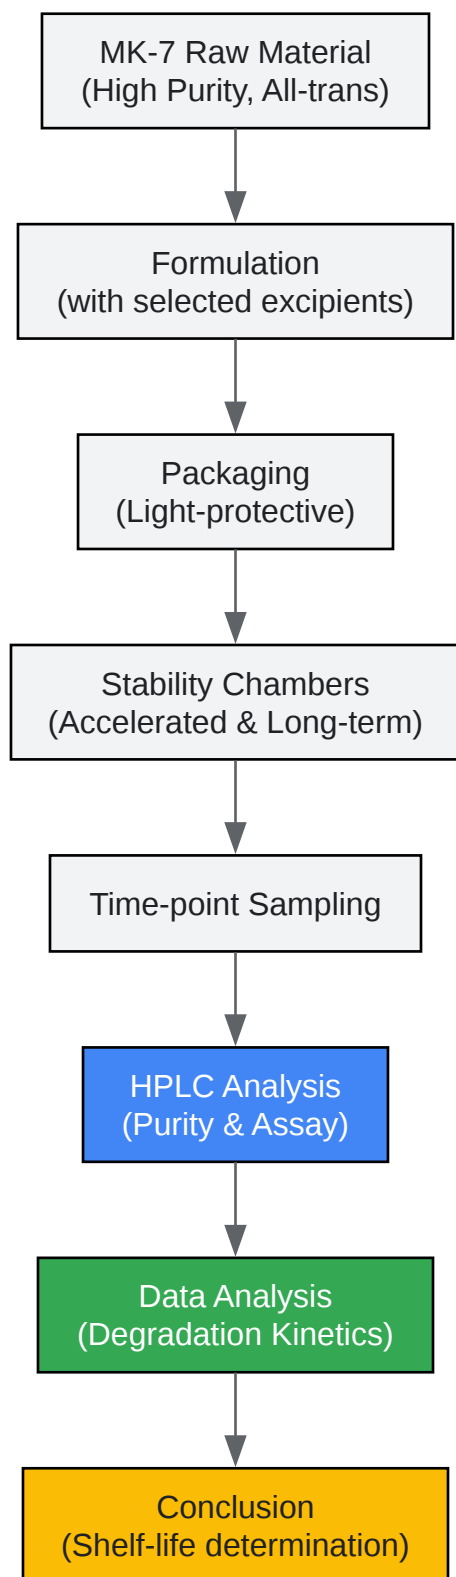 MK-7 Raw Material
(High Purity, All-trans)
Formulation
(with selected excipients)
Packaging
(Light-protective)
Stability Chambers
(Accelerated & Long-term)
Time-point Sampling
HPLC Analysis
(Purity & Assay)
Data Analysis
(Degradation Kinetics)
Conclusion
(Shelf-life determination)